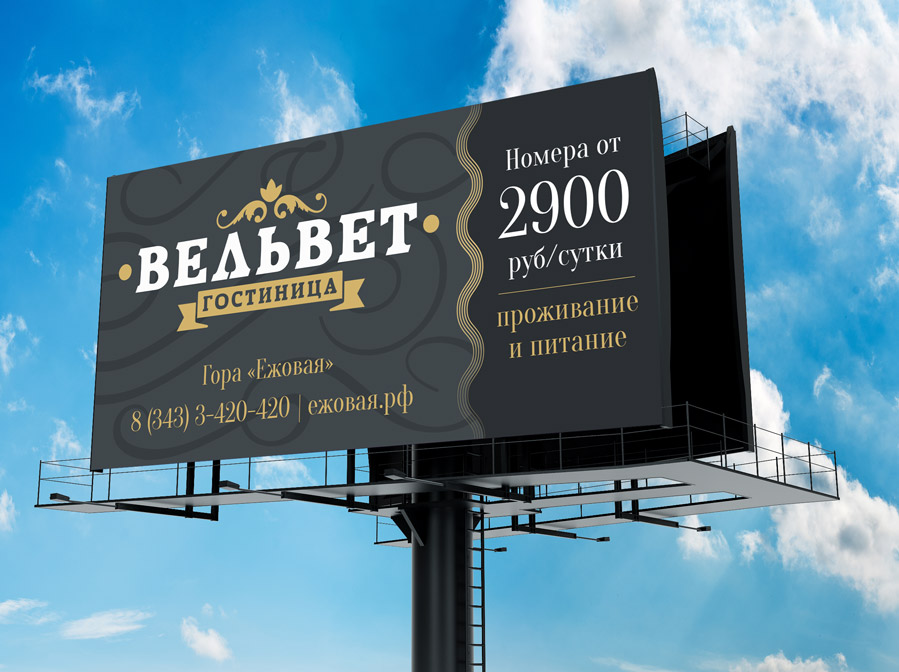 ВЕЛЬВЕТ
ГОСТИНИЦА
Гора «Ежовая»
8 (343) 3-420-420 | ежовая.рф
Номера от
2900
руб/сутки
проживание
и питание